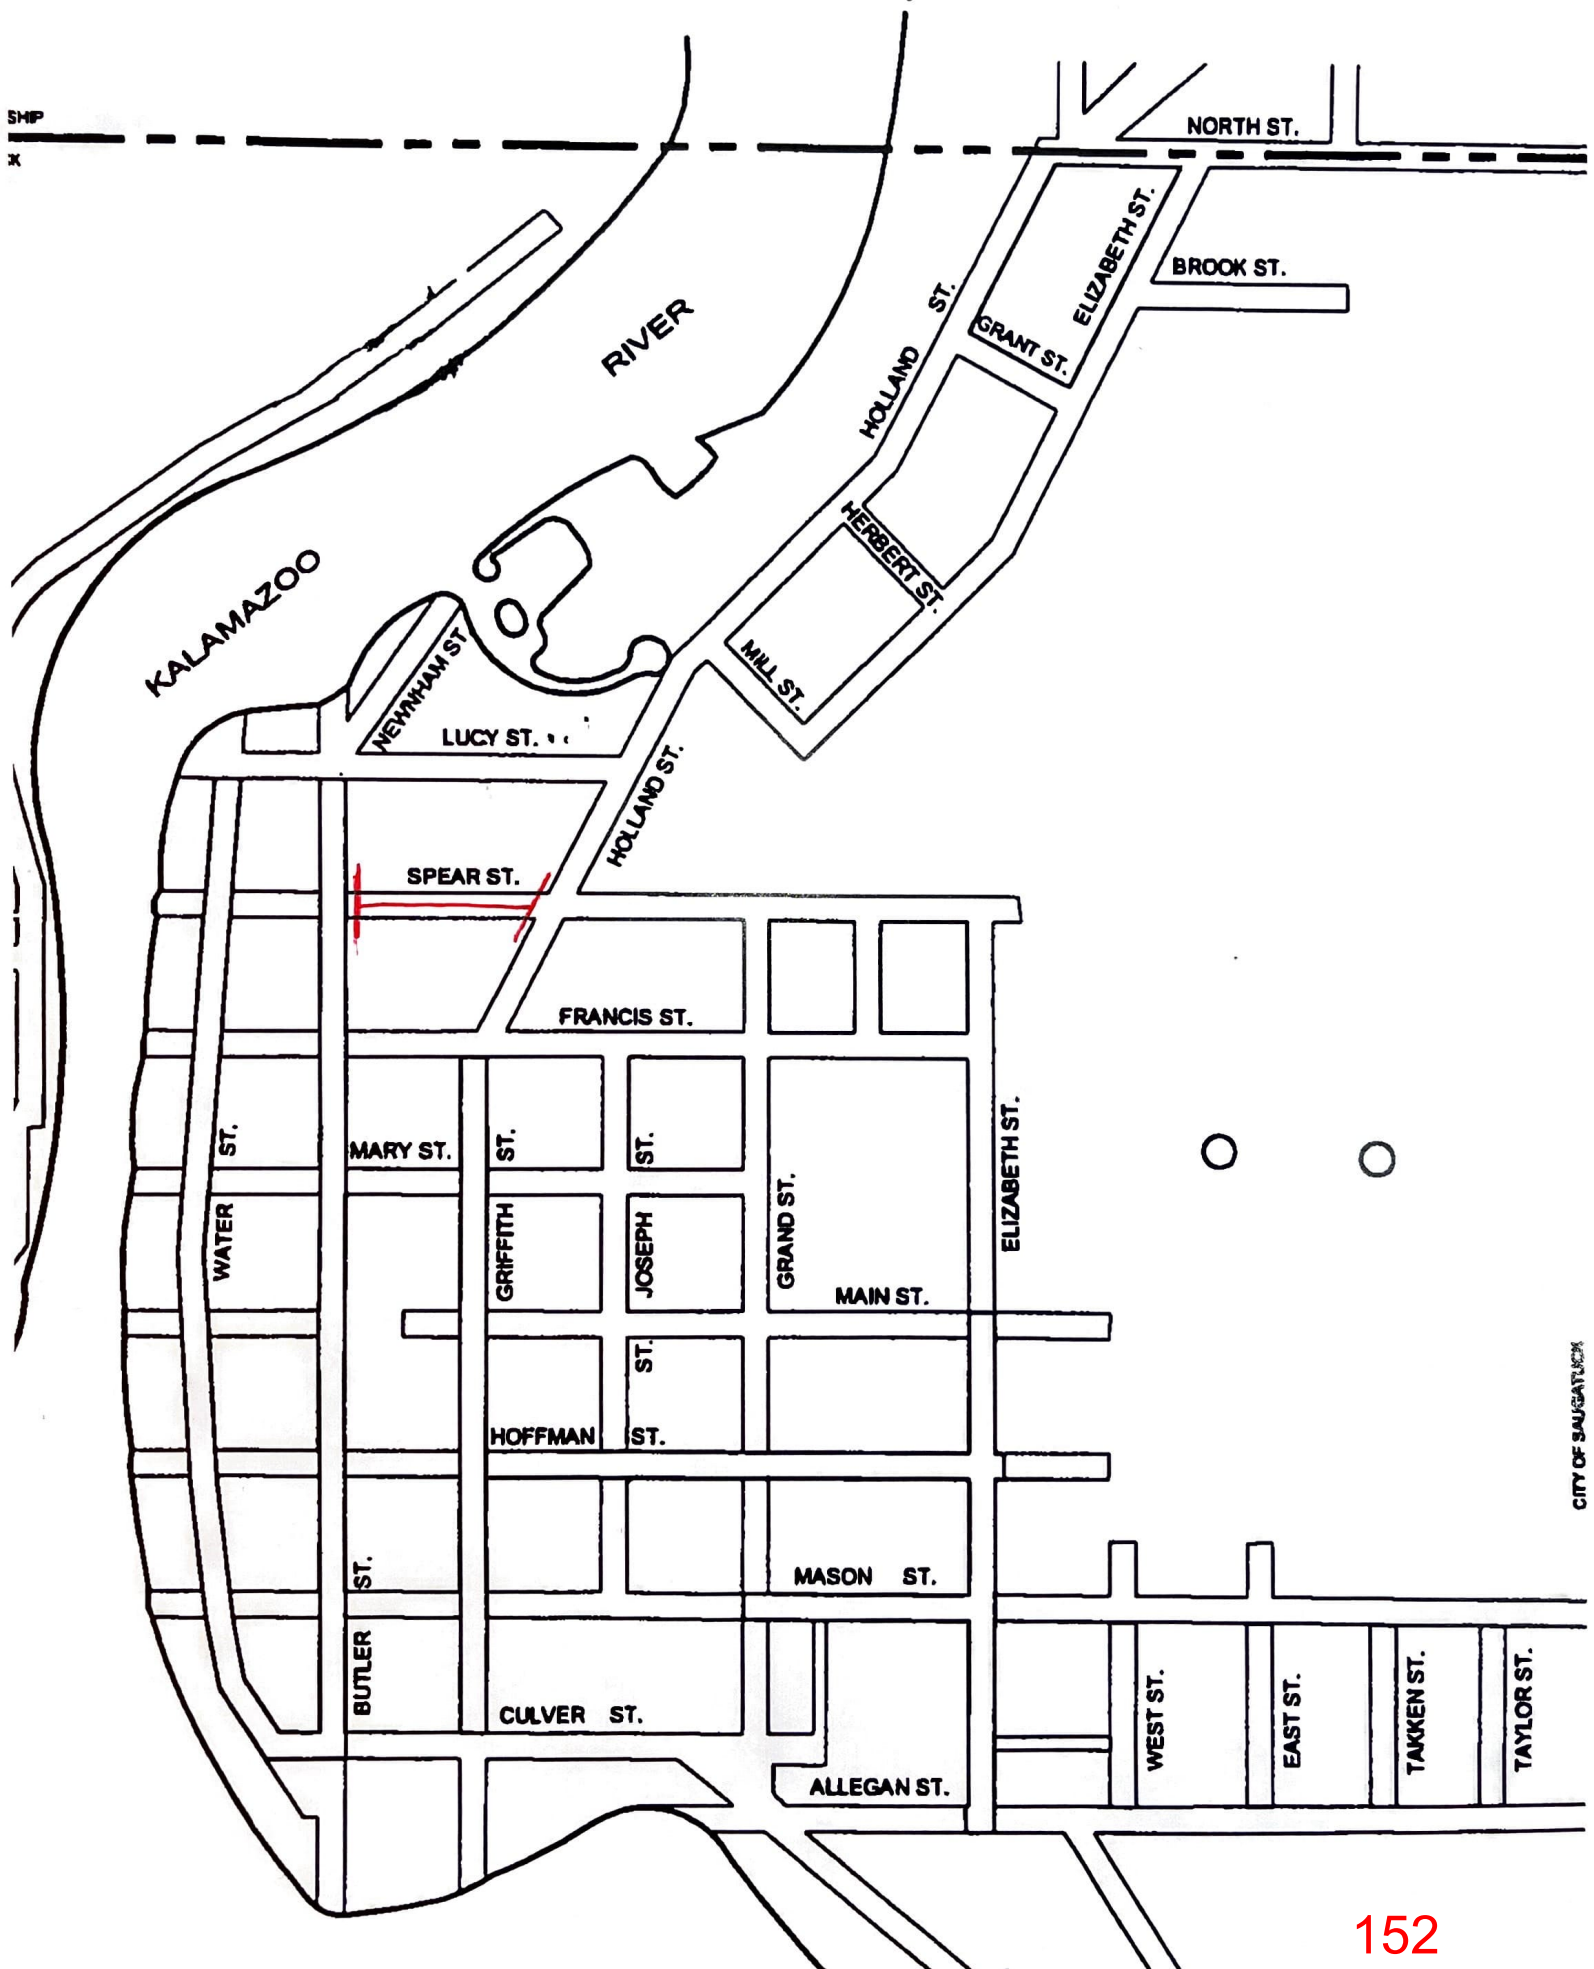 SHIP
X
NORTH ST.
ELIZABETH ST.
BROOK ST.
HOLLAND ST.
GRANT ST.
RIVER
HERBERT ST.
KALAMAZOO
NEWNHAM ST
MILL ST.
LUCY ST.
HOLLAND ST.
SPEAR ST.
FRANCIS ST.
WATER ST.
MARY ST.
GRIFFITH ST.
JOSEPH ST.
GRAND ST.
ELIZABETH ST.
MAIN ST.
ST.
HOFFMAN ST.
CITY OF SAUGATUCK
MASON ST.
BUTLER ST.
CULVER ST.
WEST ST.
EAST ST.
TAKKEN ST.
TAYLOR ST.
ALLEGAN ST.
152